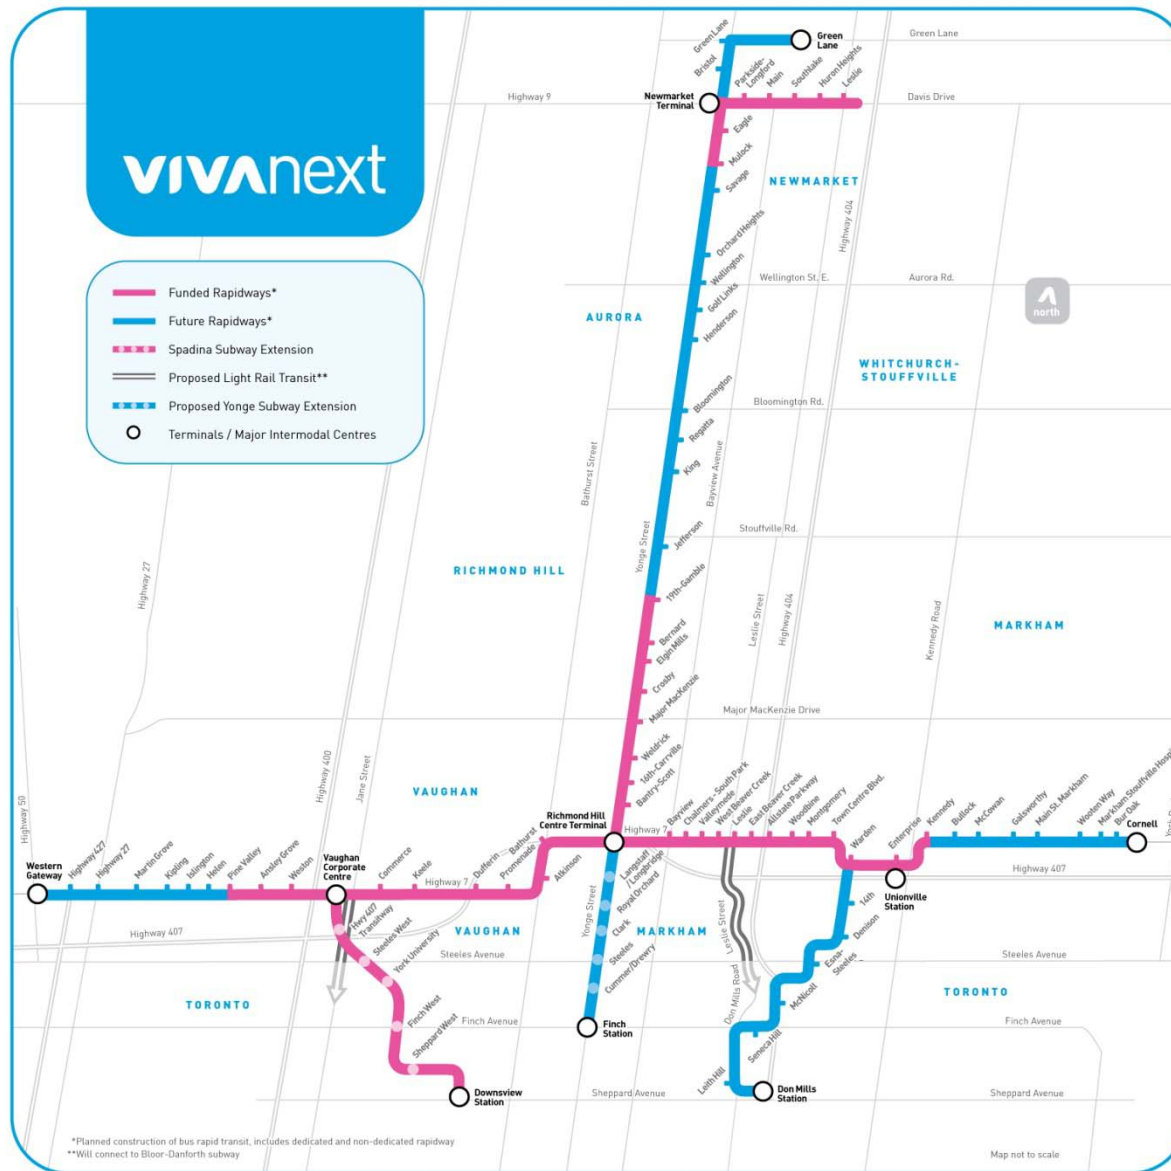 vivanext
Funded Rapidways*
Future Rapidways*
Spadina Subway Extension
Proposed Light Rail Transit**
Proposed Yonge Subway Extension
Terminals / Major Intermodal Centres
Green Lane
Green
Lane
Green Lane
Bristol
Highway 9
Newmarket
Terminal
Parkside-
Longford
Main
Southlake
Huron Heights
Leslie
Davis Drive
Eagle
Mulock
Savage
NEWMARKET
Highway 404
Orchard Heights
Wellington
Golf Links
Henderson
Wellington St. E.
Aurora Rd.
north
AURORA
WHITCHURCH-
STOUFFVILLE
Bloomington
Regatta
King
Bloomington Rd.
Bathurst Street
Bayview Avenue
Yonge Street
Stouffville Rd.
Jefferson
Highway 27
RICHMOND HILL
19th-Gamble
Bernard
Elgin Mills
Crosby
Major MacKenzie
Leslie Street
Highway 404
Kennedy Road
MARKHAM
Major MacKenzie Drive
Weldrick
16th-Carrville
Bantry-Scott
Highway 50
Highway 400
Jane Street
VAUGHAN
Richmond Hill
Centre Terminal
Highway 7
Bayview
Chalmers - South Park
Valleymede
West Beaver Creek
Leslie
East Beaver Creek
Allstate Parkway
Woodbine
Montgomery
Town Centre Blvd.
Warden
Enterprise
Kennedy
Bullock
McCowan
Galsworthy
Main St. Markham
Wooten Way
Markham Stouffville Hosp
Bur Oak
Cornell
Western
Gateway
Highway 427
Highway 27
Martin Grove
Kipling
Islington
Helen
Pine Valley
Ansley Grove
Weston
Vaughan
Corporate
Centre
Commerce
Keele
Highway 7
Dufferin
Promenade
Bathurst
Atkinson
Langstaff
/ Longbridge
Royal Orchard
Clark
Steeles
Cummer/Drewry
Yonge Street
Finch
Station
MARKHAM
Leslie Street
Don Mills Road
Highway 407
Unionville
Station
14th
Denison
Esna-
Steeles
McNicoll
Seneca Hill
Leith Hill
Don Mills
Station
Highway 407
Hwy 407
Transitway
Steeles West
York University
Finch West
Sheppard West
Downsview
Station
VAUGHAN
Steeles Avenue
Steeles Avenue
TORONTO
TORONTO
Finch Avenue
Finch Avenue
Sheppard Avenue
Sheppard Avenue
*Planned construction of bus rapid transit, includes dedicated and non-dedicated rapidway
**Will connect to Bloor-Danforth subway
Map not to scale